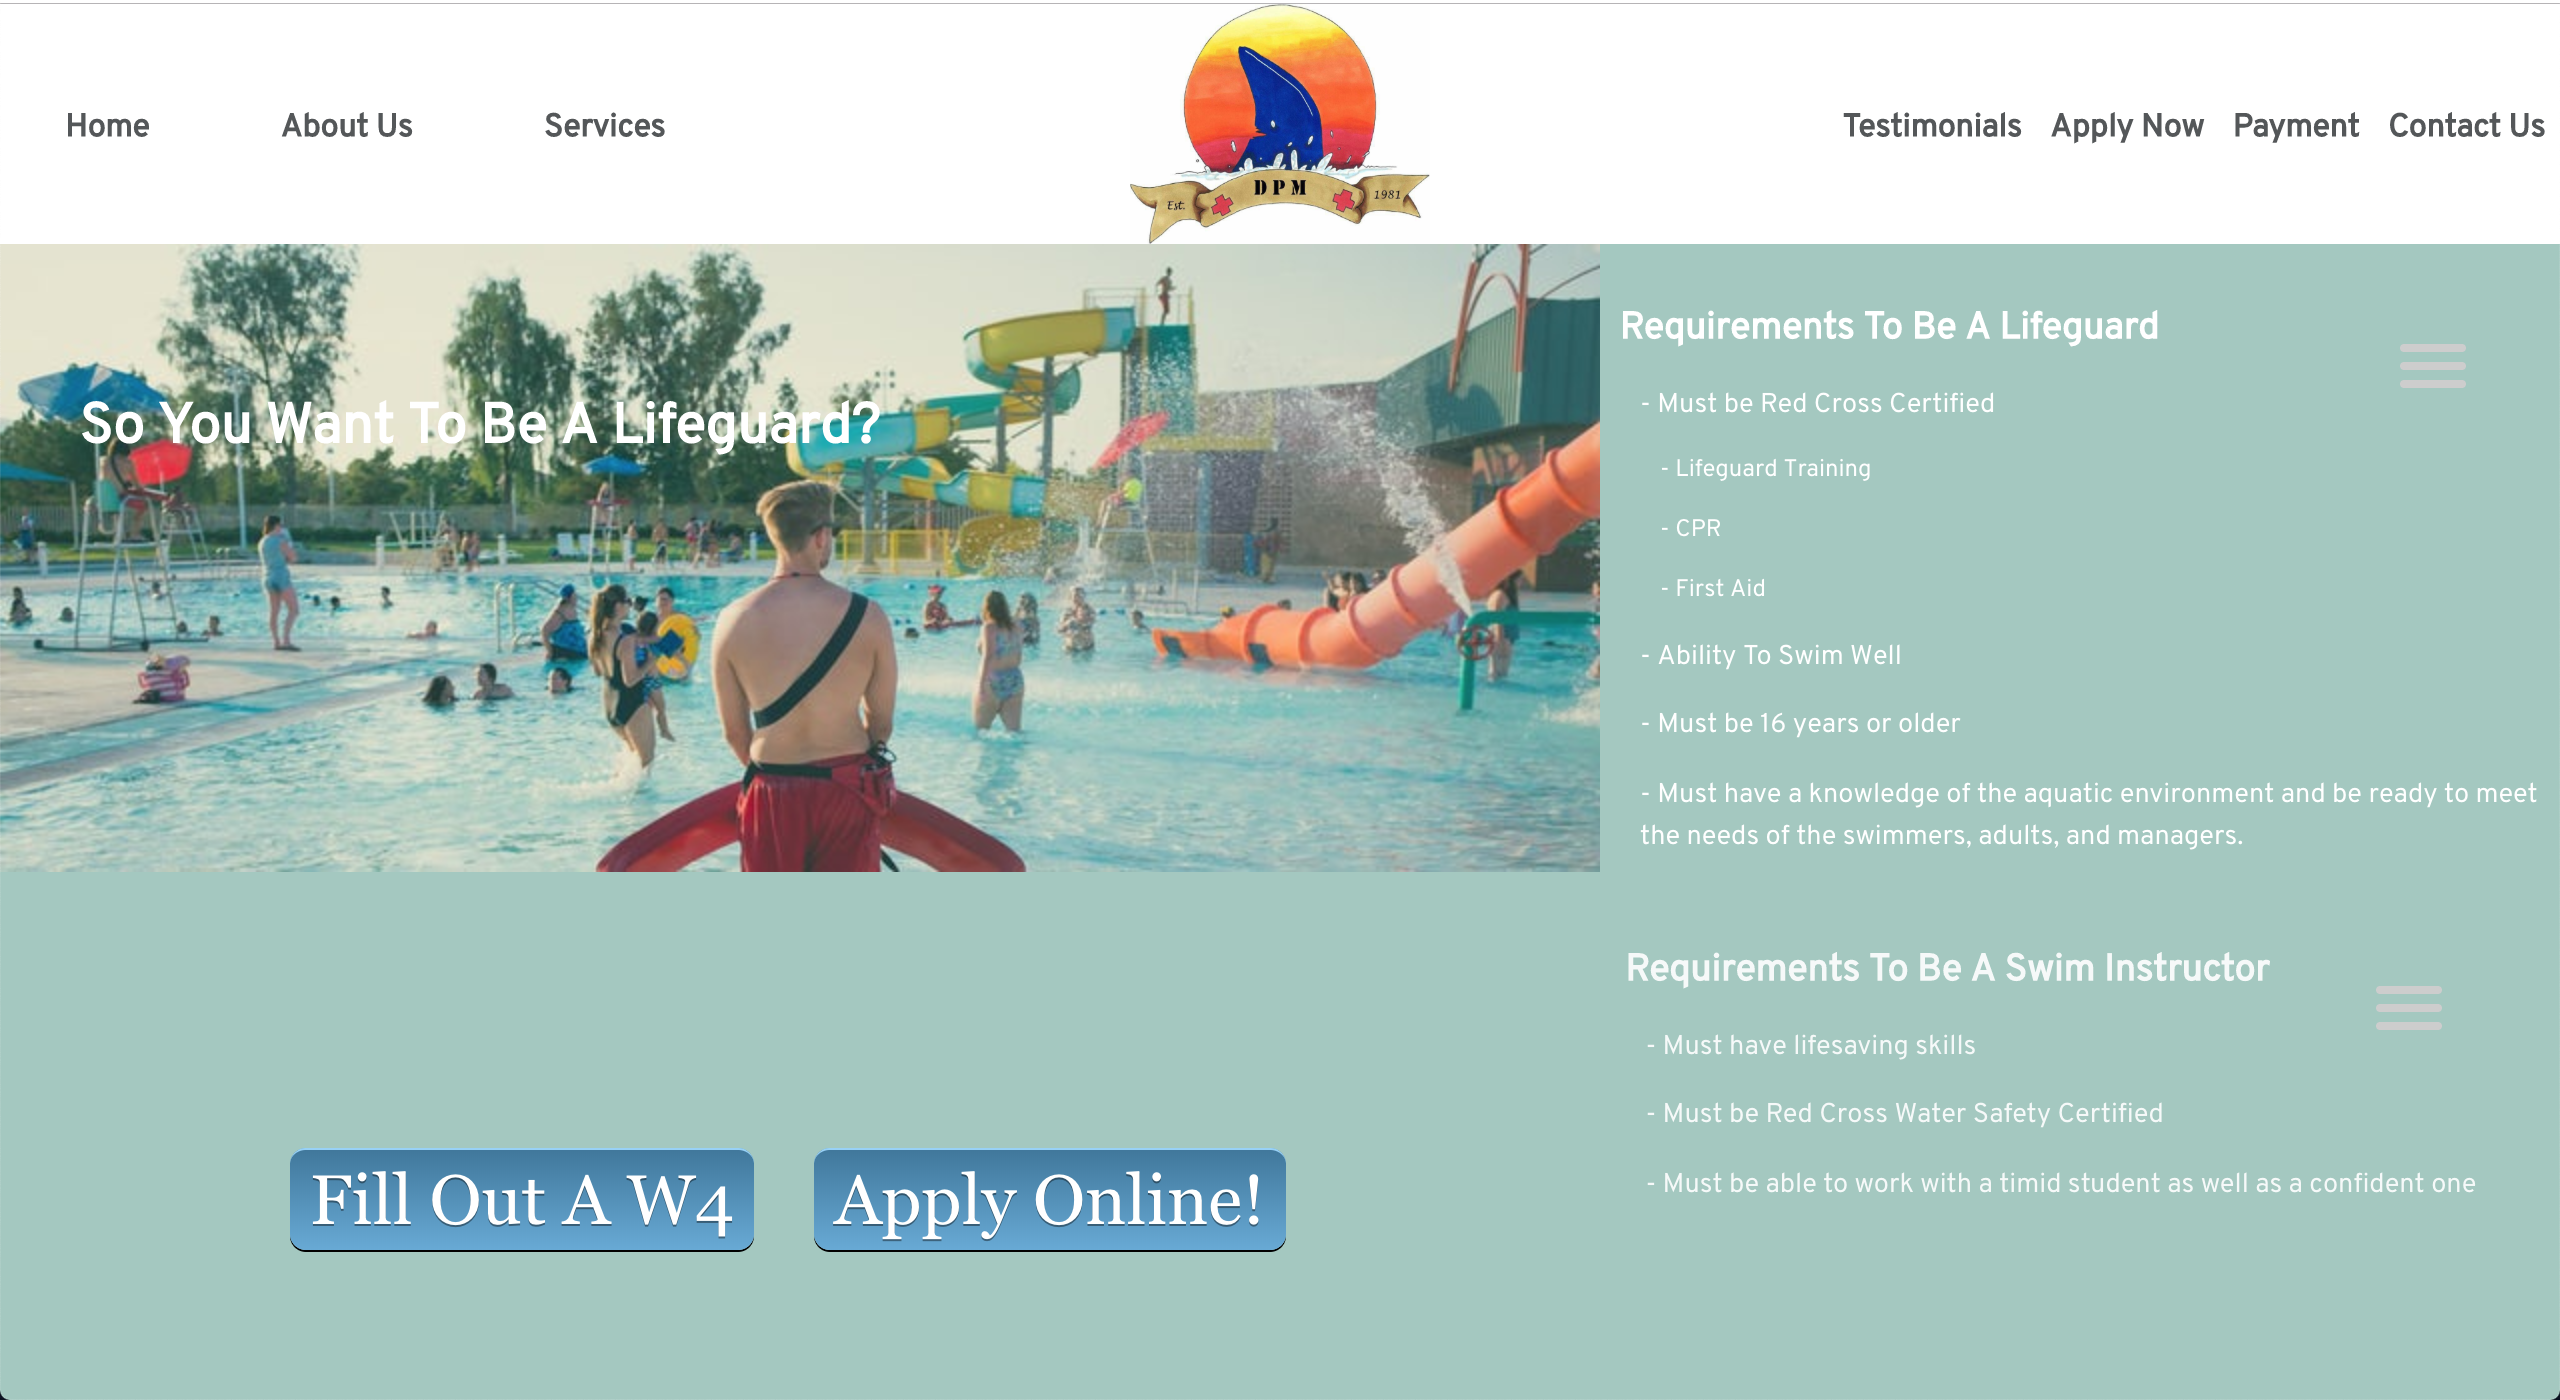 Home
About Us
Services
Est.
DPM
1981
Testimonials
Apply Now
Payment
Contact Us
So You Want To Be A Lifeguard?
Requirements To Be A Lifeguard
- Must be Red Cross Certified
- Lifeguard Training
- CPR
- First Aid
- Ability To Swim Well
- Must be 16 years or older
- Must have a knowledge of the aquatic environment and be ready to meet
the needs of the swimmers, adults, and managers.
Requirements To Be A Swim Instructor
- Must have lifesaving skills
- Must be Red Cross Water Safety Certified
- Must be able to work with a timid student as well as a confident one
Fill Out A W4
Apply Online!